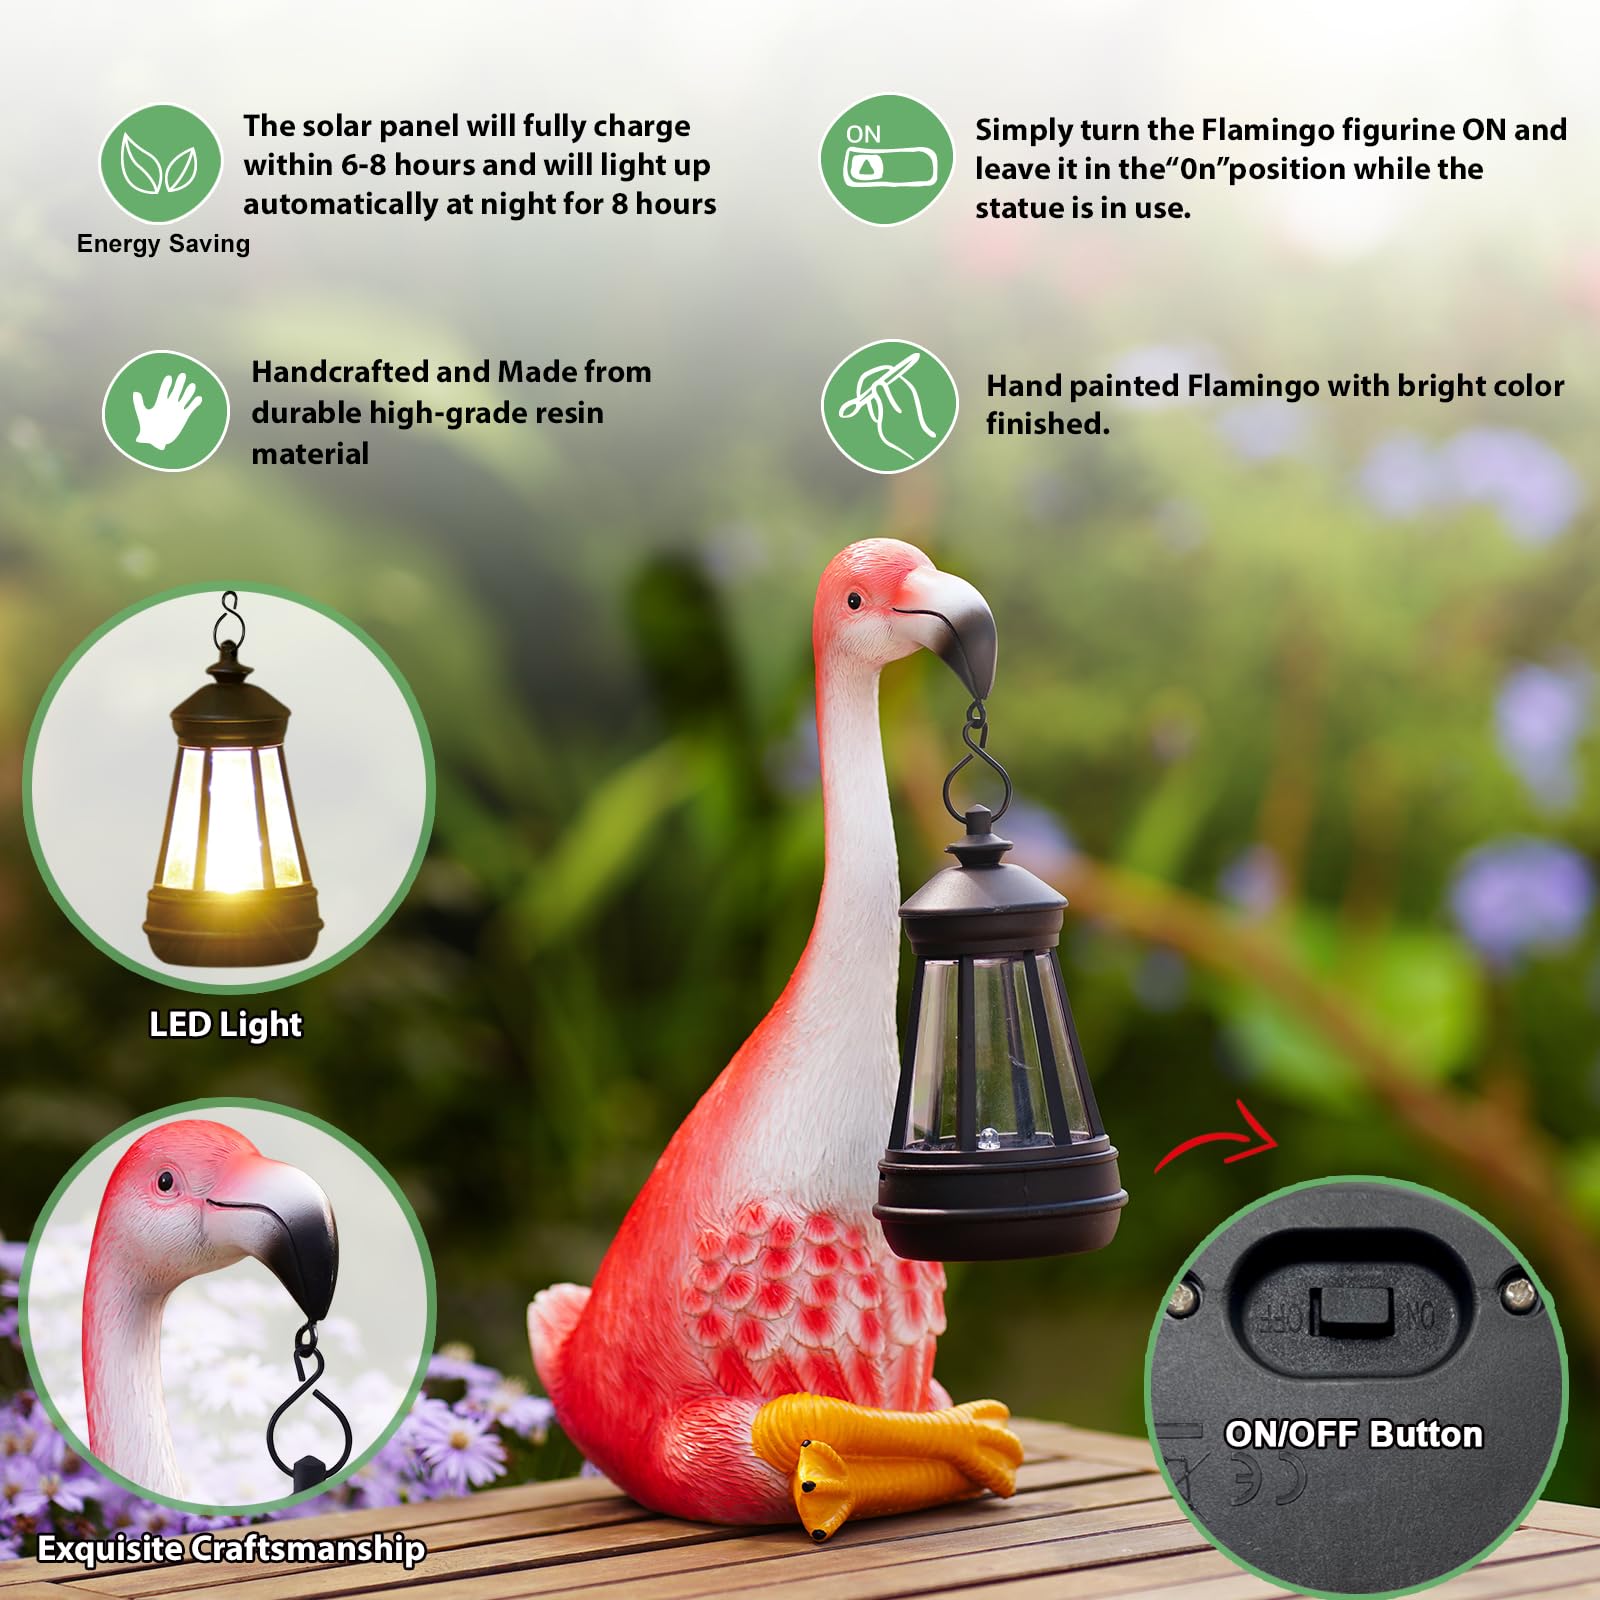 The solar panel will fully charge
within 6-8 hours and will light up
automatically at night for 8 hours
Energy Saving
ON
Simply turn the Flamingo figurine ON and
leave it in the“0n”position while the
statue is in use.
Handcrafted and Made from
durable high-grade resin
material
Hand painted Flamingo with bright color
finished.
LED Light
Exquisite Craftsmanship
OFF
ON
ON/OFF Button
CE